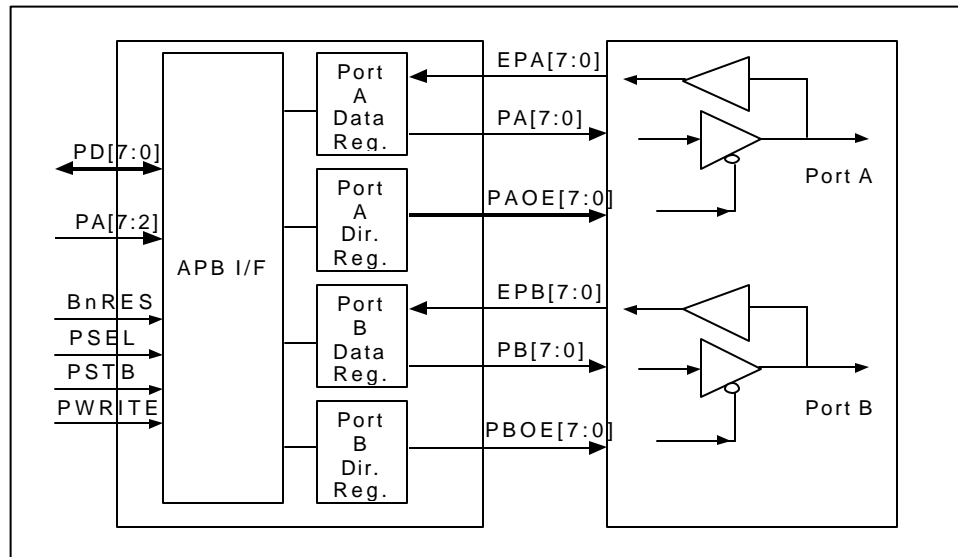 PD[7:0]
PA[7:2]
BnRES
PSEL
PSTB
PWRITE
APB I/F
Port
A
Data
Reg.
Port
A
Dir.
Reg.
Port
B
Data
Reg.
Port
B
Dir.
Reg.
EPA[7:0]
PA[7:0]
PAOE[7:0]
EPB[7:0]
PB[7:0]
PBOE[7:0]
Port A
Port B